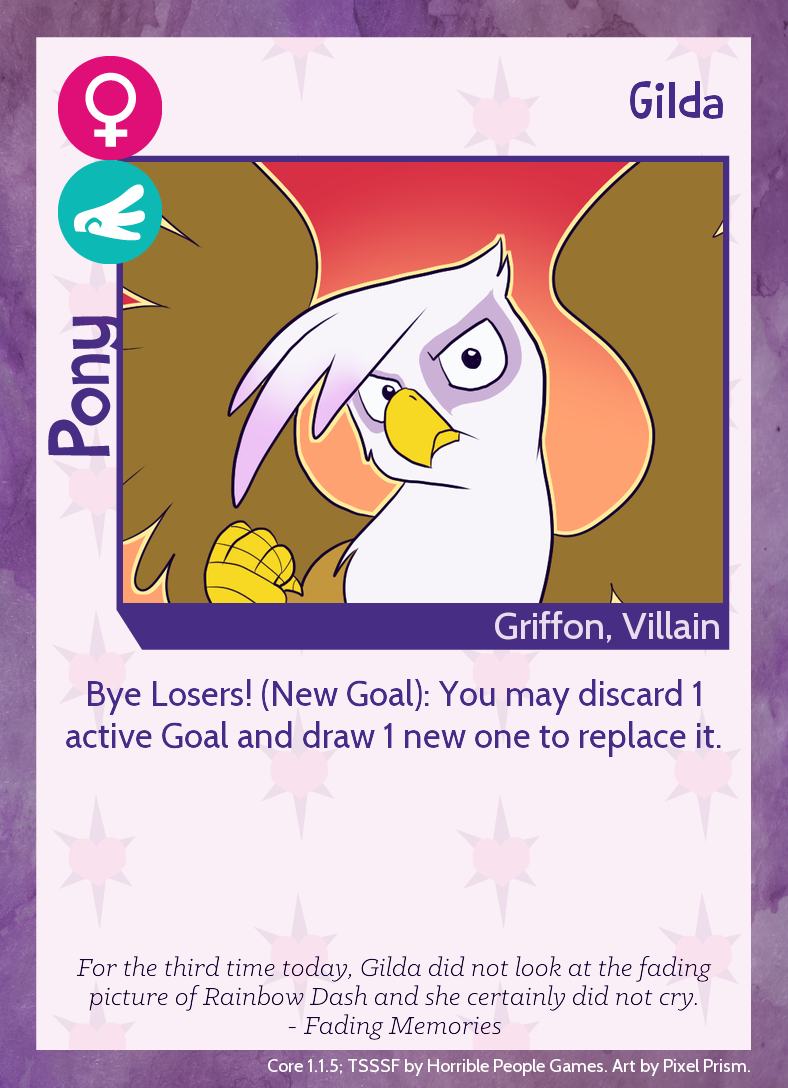 Gilda
Pony
Griffon, Villain
Bye Losers! (New Goal): You may discard 1
active Goal and draw 1 new one to replace it.
For the third time today, Gilda did not look at the fading
picture of Rainbow Dash and she certainly did not cry.
- Fading Memories
Core 1.1.5; TSSSF by Horrible People Games. Art by Pixel Prism.